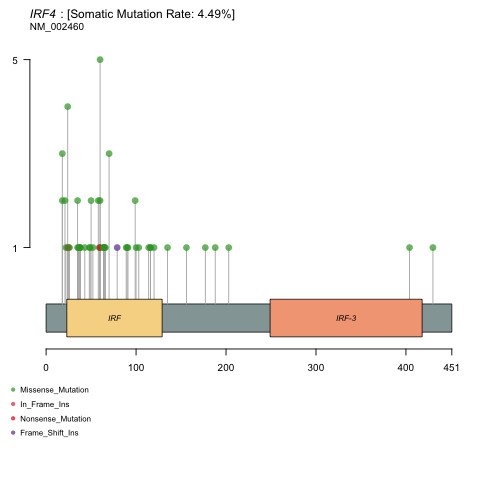 IRF4 : [Somatic Mutation Rate: 4.49%]
NM_002460
5
1
IRF
IRF-3
0 100 200 300 400 451
Missense_Mutation
In_Frame_Ins
Nonsense_Mutation
Frame_Shift_Ins